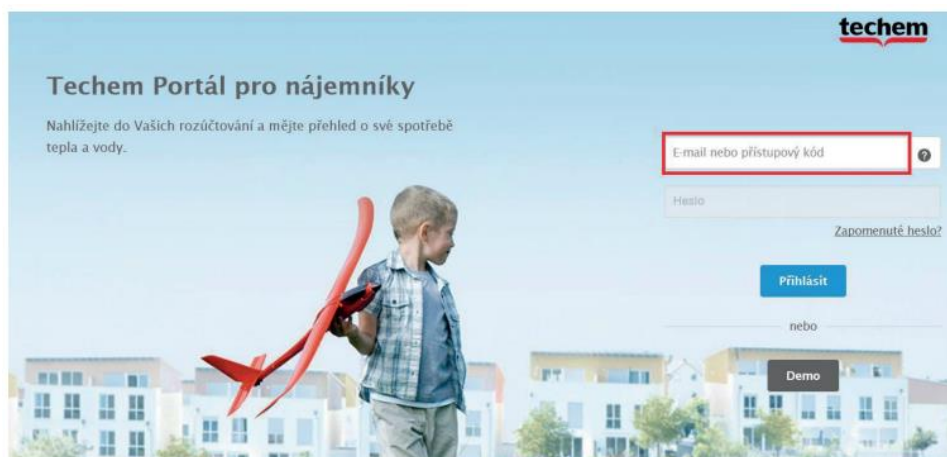 techem
Techem Portál pro nájemníky
Nahlížejte do Vašich rozúčtování a mějte přehled o své spotřebě
tepla a vody.
E-mail nebo přístupový kód
?
Heslo
Zapomenuté heslo?
Přihlásit
nebo
Demo